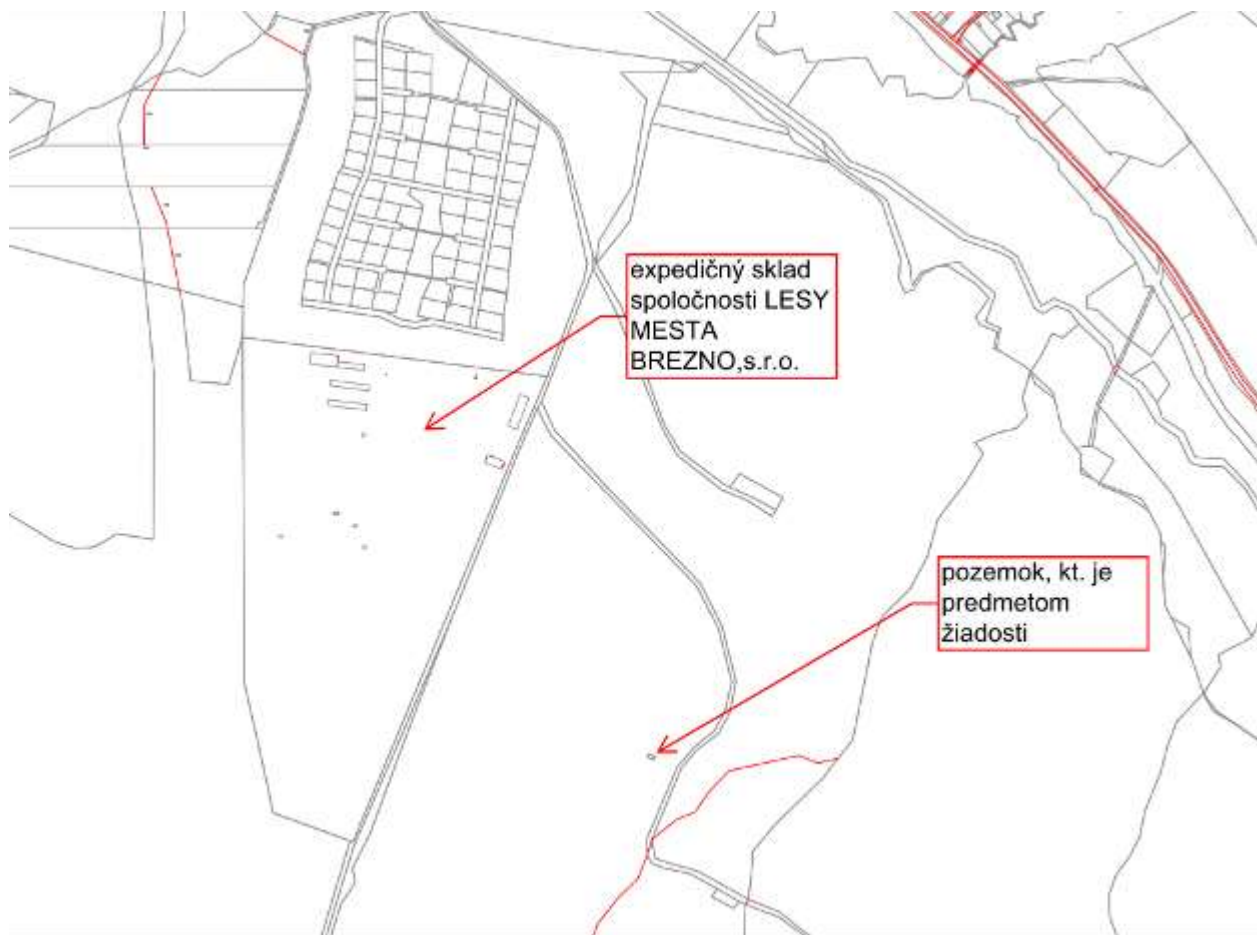 expedičný sklad
spoločnosti LESY
MESTA
BREZNO,s.r.o.
pozemok, kt. je
predmetom
žiadosti